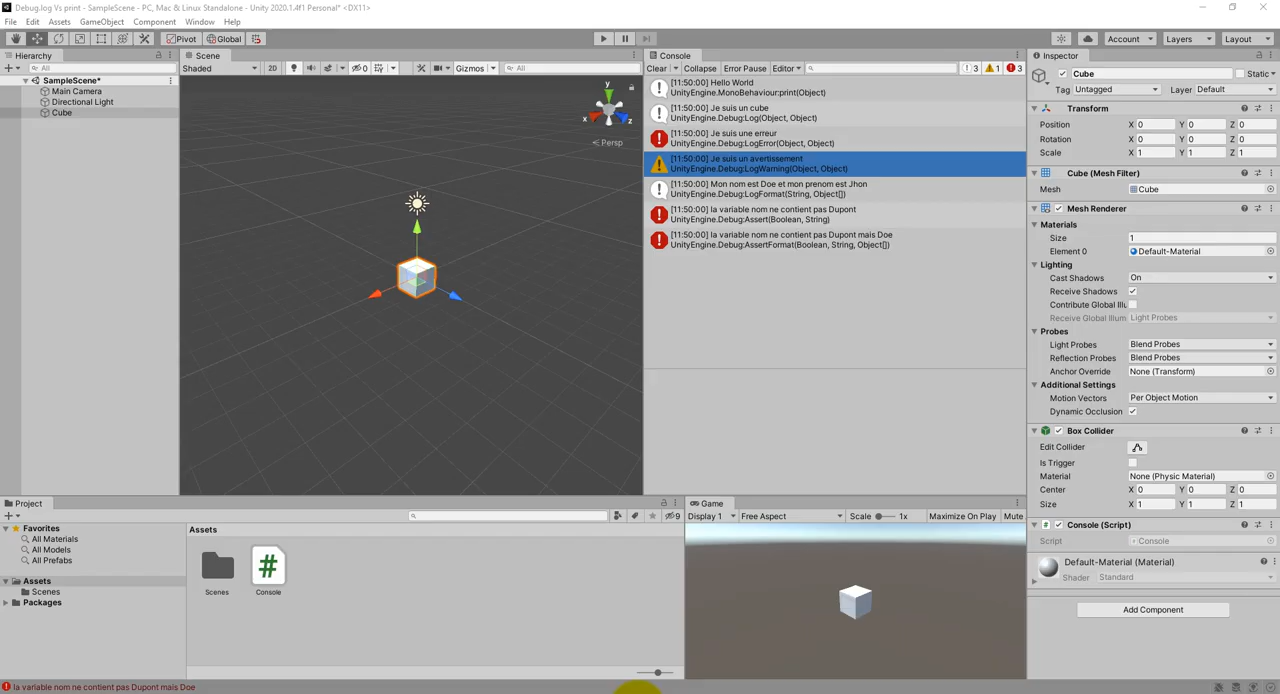 Debug.log Vs print - SampleScene - PC, Mac & Linux Standalone - Unity 2020.1.4f1 Personal* <DX11>
File Edit Assets GameObject Component Window Help
Pivot Global Account Layers Layout
Hierarchy
All
SampleScene*
Main Camera
Directional Light
Cube
Scene
Shaded 2D 0 Gizmos All
y
x z
Persp
Console
Clear Collapse Error Pause Editor 3 1 3
[11:50:00] Hello World
UnityEngine.MonoBehaviour:print(Object)
[11:50:00] Je suis un cube
UnityEngine.Debug:Log(Object, Object)
[11:50:00] Je suis une erreur
UnityEngine.Debug:LogError(Object, Object)
[11:50:00] Je suis un avertissement
UnityEngine.Debug:LogWarning(Object, Object)
[11:50:00] Mon nom est Doe et mon prenom est Jhon
UnityEngine.Debug:LogFormat(String, Object[])
[11:50:00] la variable nom ne contient pas Dupont
UnityEngine.Debug:Assert(Boolean, String)
[11:50:00] la variable nom ne contient pas Dupont mais Doe
UnityEngine.Debug:AssertFormat(Boolean, String, Object[])
Inspector
Cube Static
Tag Untagged Layer Default
Transform
Position X 0 Y 0 Z 0
Rotation X 0 Y 0 Z 0
Scale X 1 Y 1 Z 1
Cube (Mesh Filter)
Mesh Cube
Mesh Renderer
Materials
Size 1
Element 0 Default-Material
Lighting
Cast Shadows On
Receive Shadows
Contribute Global Illu
Receive Global Illum Light Probes
Probes
Light Probes Blend Probes
Reflection Probes Blend Probes
Anchor Override None (Transform)
Additional Settings
Motion Vectors Per Object Motion
Dynamic Occlusion
Box Collider
Edit Collider
Is Trigger
Material None (Physic Material)
Center X 0 Y 0 Z 0
Size X 1 Y 1 Z 1
# Console (Script)
Script Console
Default-Material (Material)
Shader Standard
Add Component
Project
9
Favorites
All Materials
All Models
All Prefabs
Assets
Scenes
Packages
Assets
#
Scenes
Console
Game
Display 1 Free Aspect Scale 1x Maximize On Play Mute
la variable nom ne contient pas Dupont mais Doe